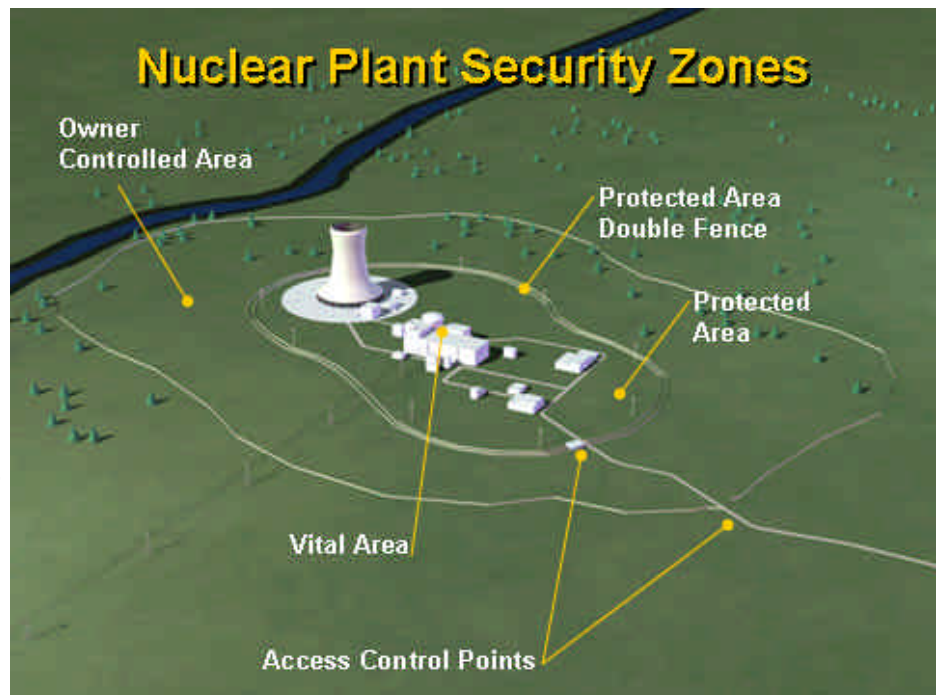 Nuclear Plant Security Zones
Owner
Controlled Area
Protected Area
Double Fence
Protected
Area
Vital Area
Access Control Points